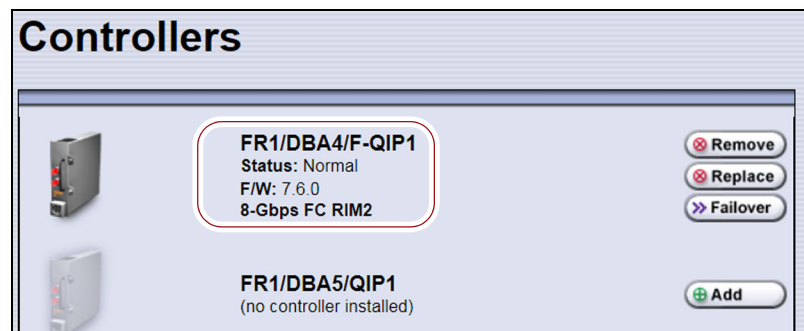 Controllers
FR1/DBA4/F-QIP1
Status: Normal
F/W: 7.6.0
8-Gbps FC RIM2
Remove
Replace
Failover
FR1/DBA5/QIP1
(no controller installed)
Add